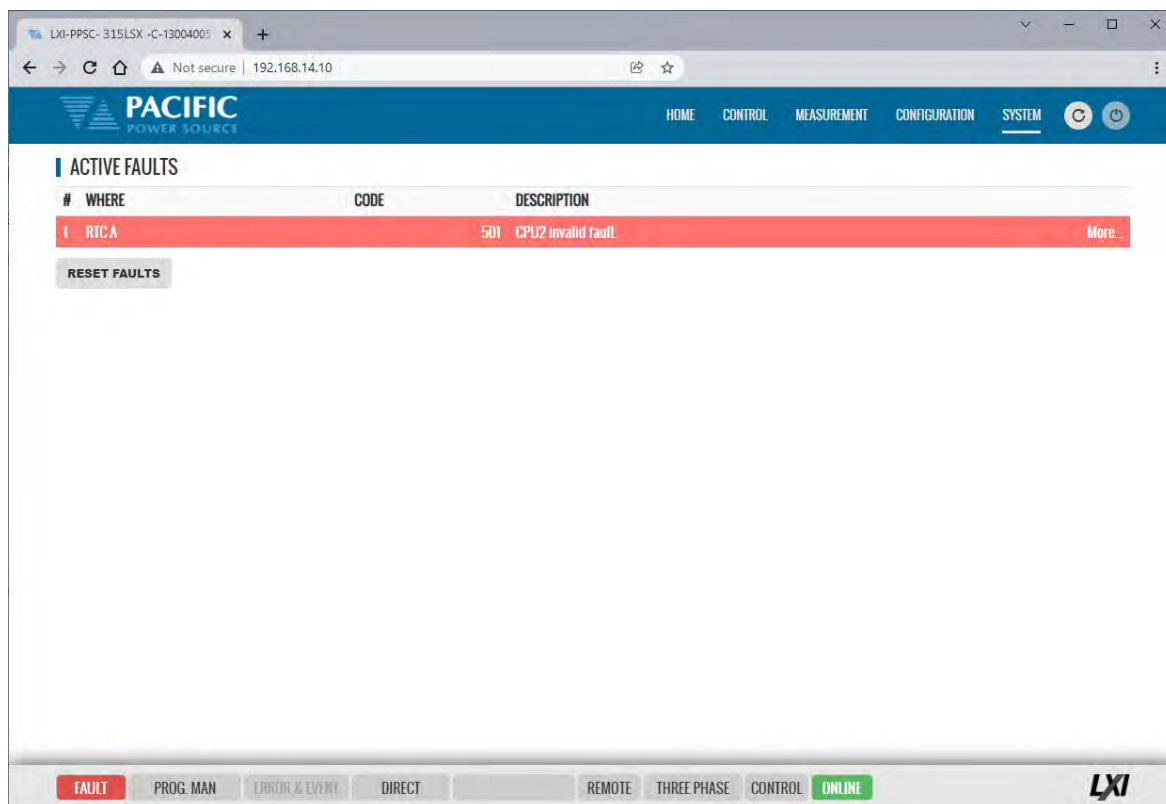 LXI-PPSC- 315LSX -C-13004005
Not secure | 192.168.14.10
PACIFIC
POWER SOURCE
HOME CONTROL MEASUREMENT CONFIGURATION SYSTEM
ACTIVE FAULTS
# WHERE CODE DESCRIPTION
1 RTC A 501 CPU2 invalid fault. More...
RESET FAULTS
FAULT PROG. MAN ERROR & EVENT DIRECT REMOTE THREE PHASE CONTROL ONLINE LXI